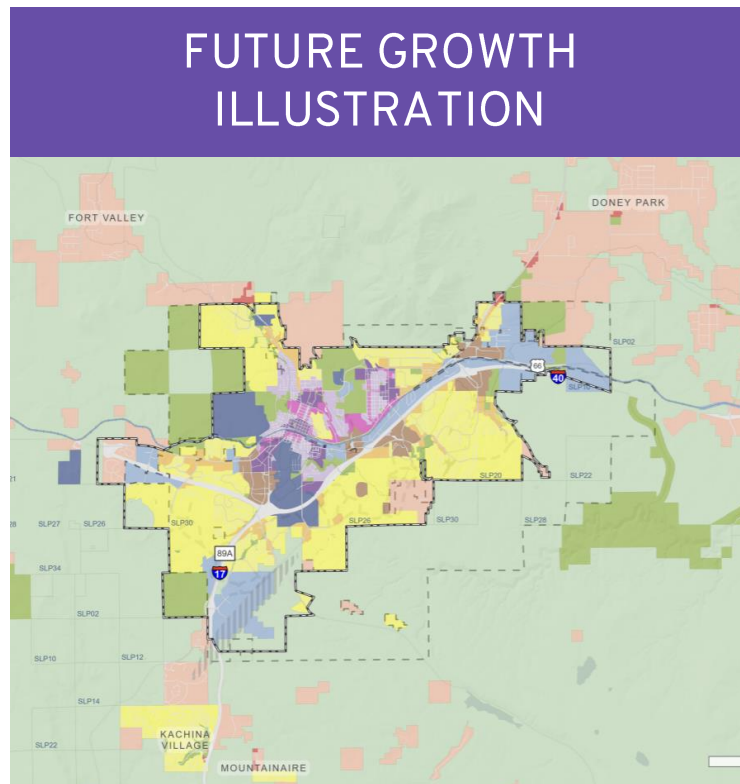 FUTURE GROWTH
ILLUSTRATION
DONEY PARK
FORT VALLEY
SLP02
66
40
SLP20
SLP22
SLP27
SLP26
SLP30
SLP26
SLP30
SLP28
89A
SLP34
17
SLP02
SLP10
SLP12
SLP14
KACHINA
VILLAGE
SLP22
MOUNTAINAIRE